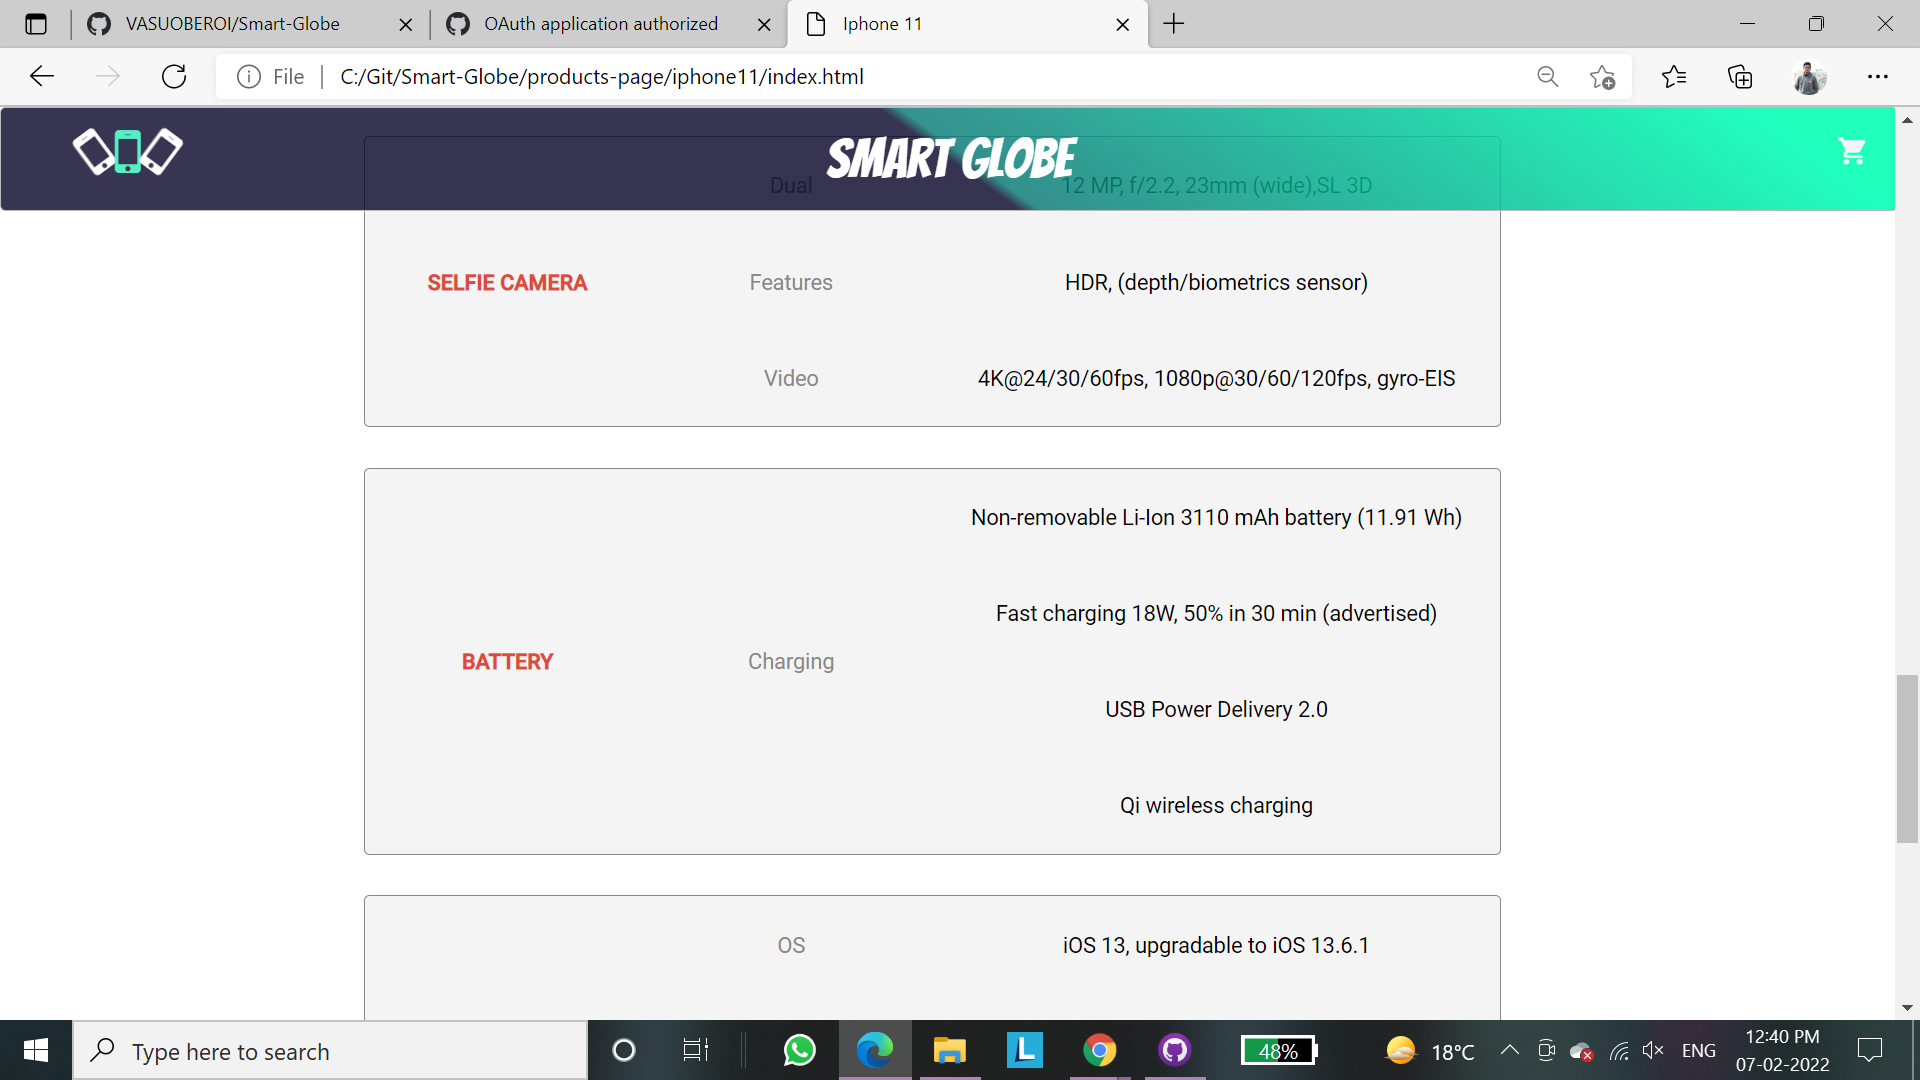 VASUOBEROI/Smart-Globe
OAuth application authorized
Iphone 11
File
C:/Git/Smart-Globe/products-page/iphone11/index.html
SMART GLOBE
Dual
12 MP, f/2.2, 23mm (wide),SL 3D
SELFIE CAMERA
Features
HDR, (depth/biometrics sensor)
Video
4K@24/30/60fps, 1080p@30/60/120fps, gyro-EIS
Non-removable Li-Ion 3110 mAh battery (11.91 Wh)
Fast charging 18W, 50% in 30 min (advertised)
BATTERY
Charging
USB Power Delivery 2.0
Qi wireless charging
OS
iOS 13, upgradable to iOS 13.6.1
Type here to search
L
48%
18°C
ENG
12:40 PM
07-02-2022